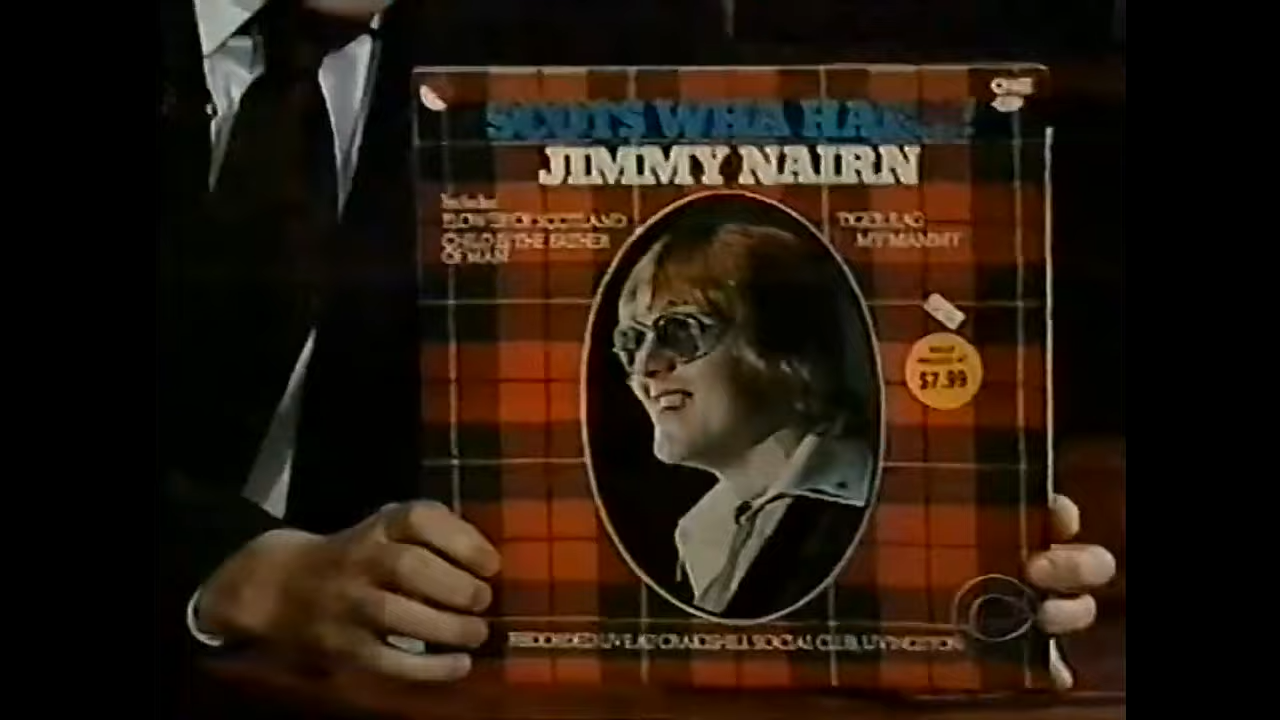 SCOTS WHA HAE!
JIMMY NAIRN
Includes
FLOWER OF SCOTLAND
CHILD IS THE FATHER
OF MAN
TIGER RAG
MY MAMMY
$7.99
RECORDED LIVE AT CRAIGSHILL SOCIAL CLUB, LIVINGSTON